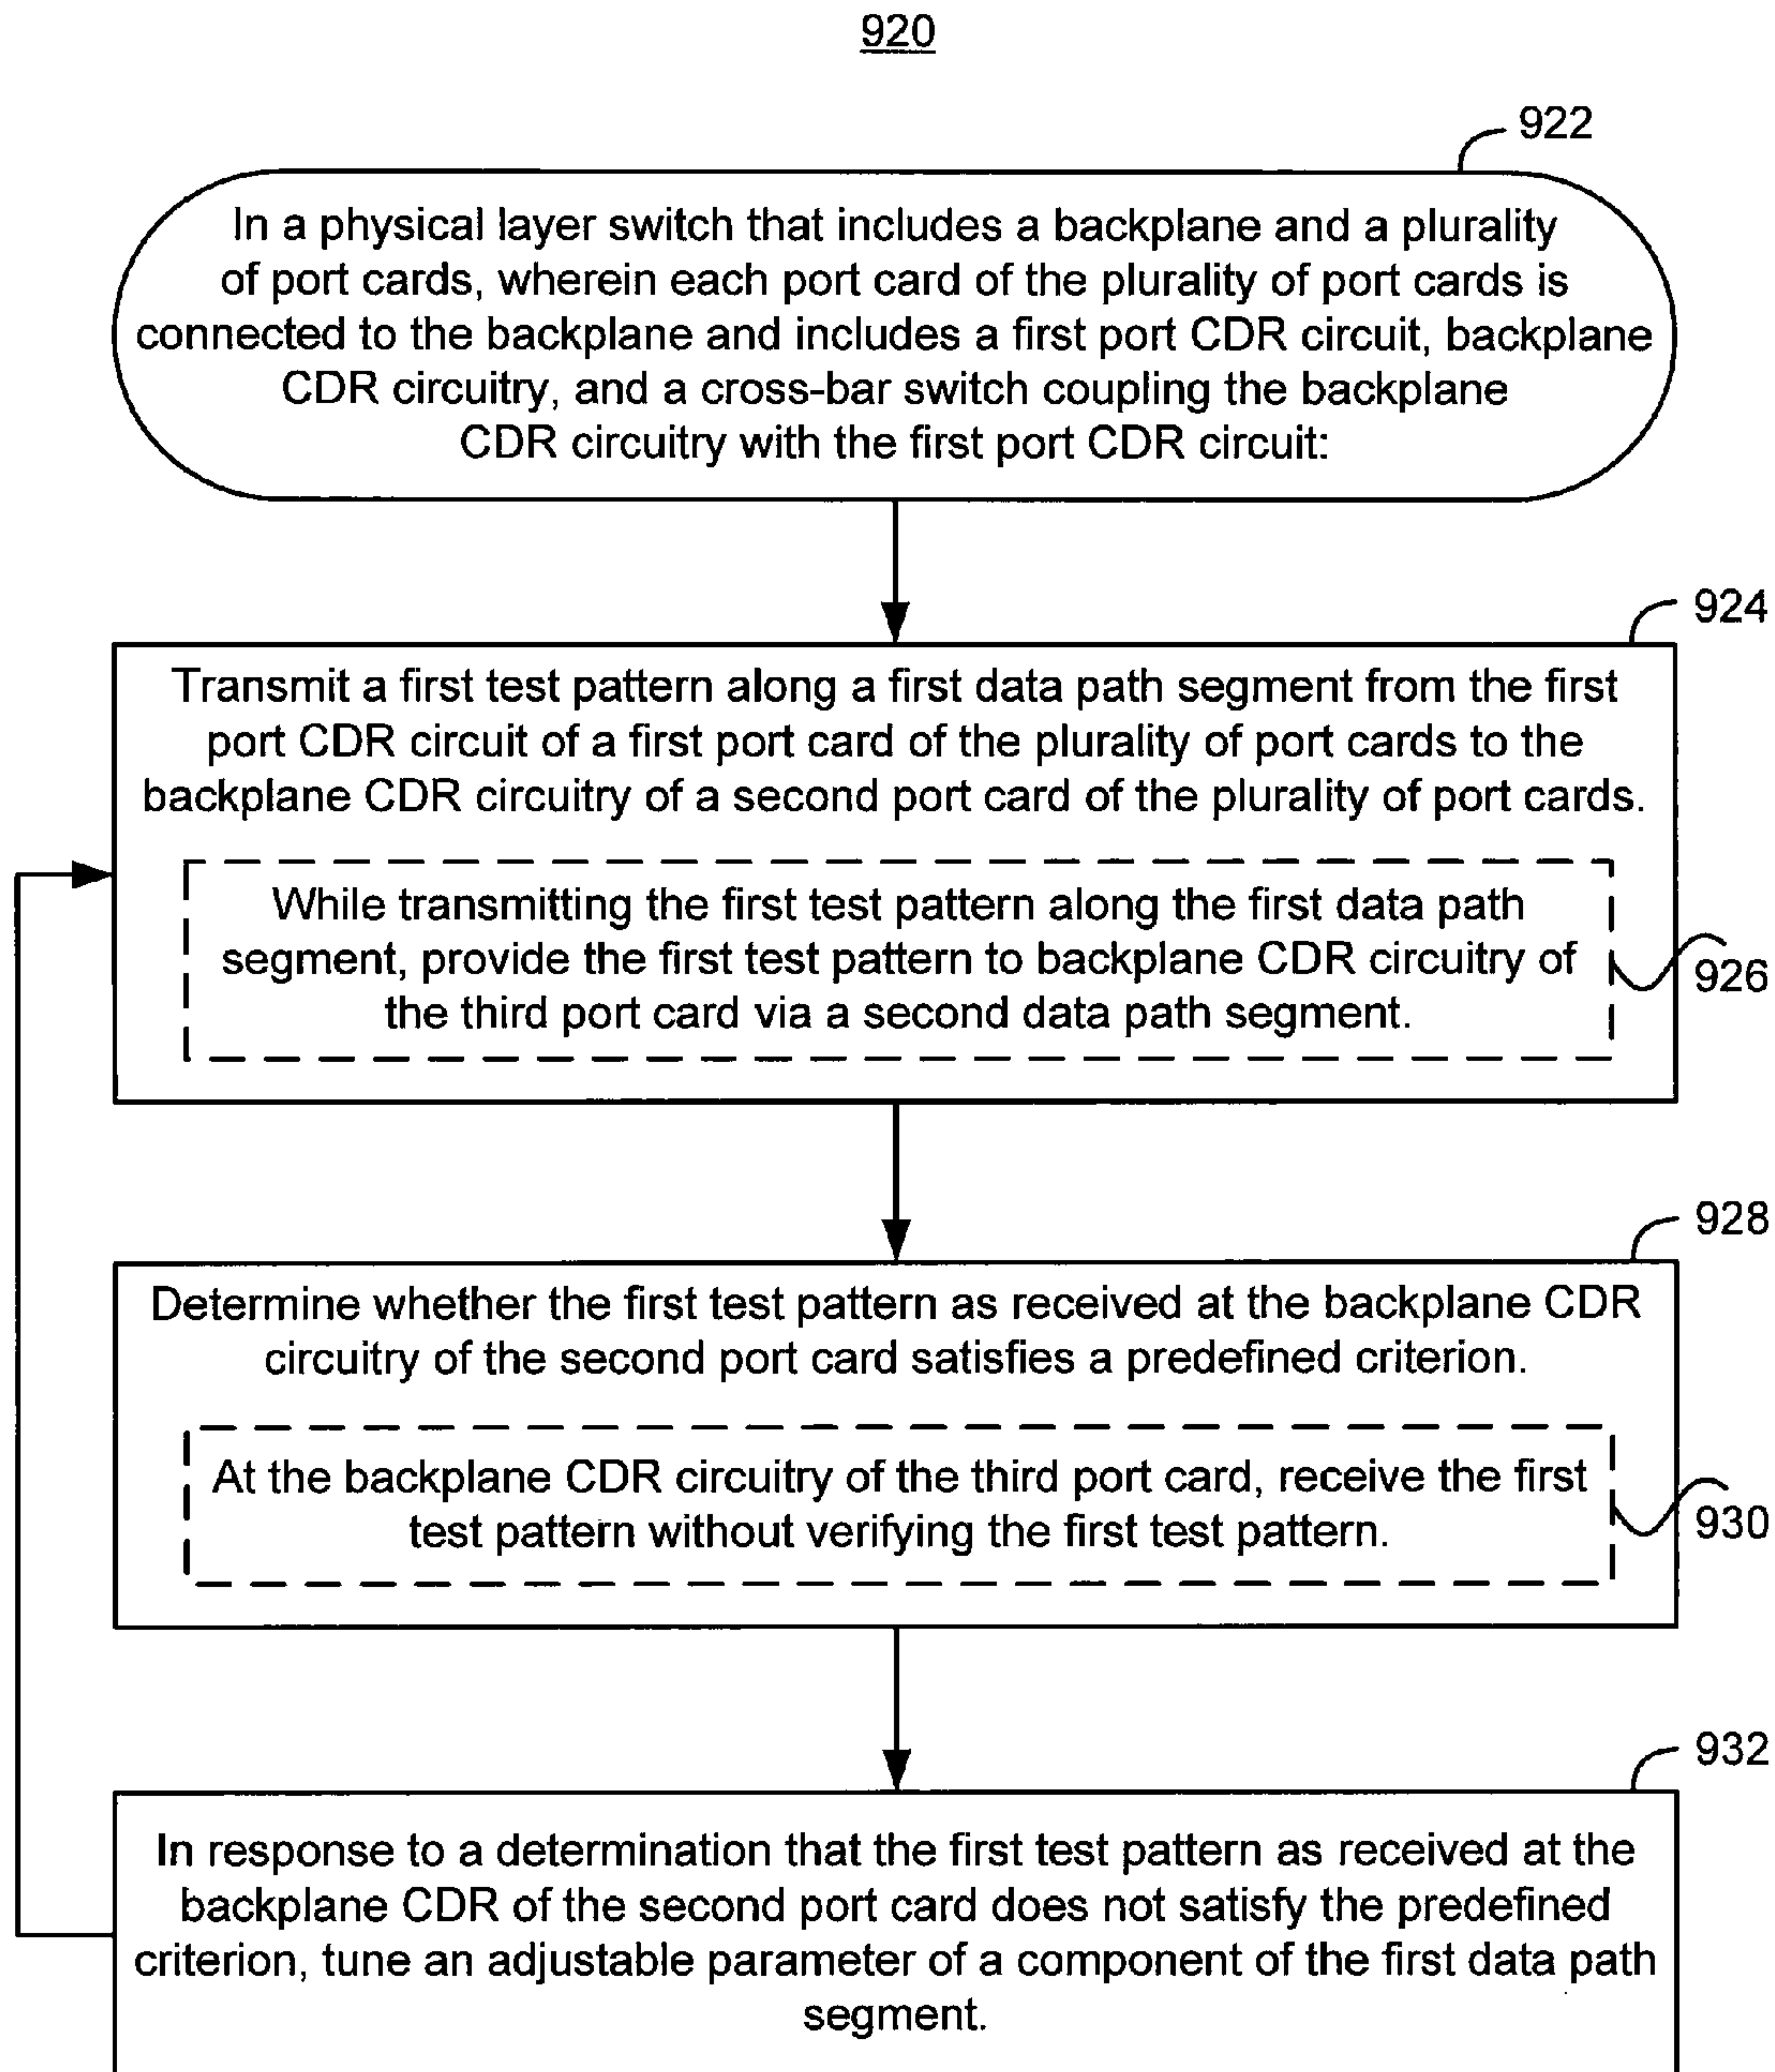 920
922
In a physical layer switch that includes a backplane and a plurality
of port cards, wherein each port card of the plurality of port cards is
connected to the backplane and includes a first port CDR circuit, backplane
CDR circuitry, and a cross-bar switch coupling the backplane
CDR circuitry with the first port CDR circuit:
924
Transmit a first test pattern along a first data path segment from the first
port CDR circuit of a first port card of the plurality of port cards to the
backplane CDR circuitry of a second port card of the plurality of port cards.
While transmitting the first test pattern along the first data path
segment, provide the first test pattern to backplane CDR circuitry of
the third port card via a second data path segment.
926
928
Determine whether the first test pattern as received at the backplane CDR
circuitry of the second port card satisfies a predefined criterion.
At the backplane CDR circuitry of the third port card, receive the first
test pattern without verifying the first test pattern.
930
932
In response to a determination that the first test pattern as received at the
backplane CDR of the second port card does not satisfy the predefined
criterion, tune an adjustable parameter of a component of the first data path
segment.